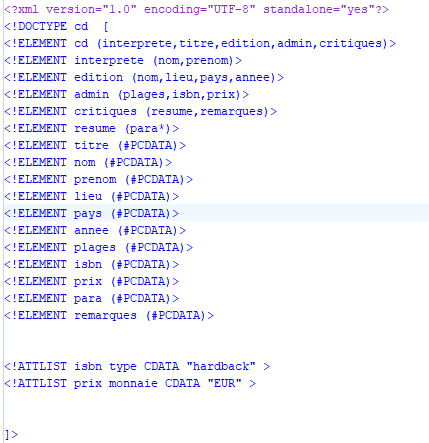 <?xml version="1.0" encoding="UTF-8" standalone="yes"?>
<!DOCTYPE cd  [
<!ELEMENT cd (interprete,titre,edition,admin,critiques)>
<!ELEMENT interprete (nom,prenom)>
<!ELEMENT edition (nom,lieu,pays,annee)>
<!ELEMENT admin (plages,isbn,prix)>
<!ELEMENT critiques (resume,remarques)>
<!ELEMENT resume (para*)>
<!ELEMENT titre (#PCDATA)>
<!ELEMENT nom (#PCDATA)>
<!ELEMENT prenom (#PCDATA)>
<!ELEMENT lieu (#PCDATA)>
<!ELEMENT pays (#PCDATA)>
<!ELEMENT annee (#PCDATA)>
<!ELEMENT plages (#PCDATA)>
<!ELEMENT isbn (#PCDATA)>
<!ELEMENT prix (#PCDATA)>
<!ELEMENT para (#PCDATA)>
<!ELEMENT remarques (#PCDATA)>
<!ATTLIST isbn type CDATA "hardback" >
<!ATTLIST prix monnaie CDATA "EUR" >
]>